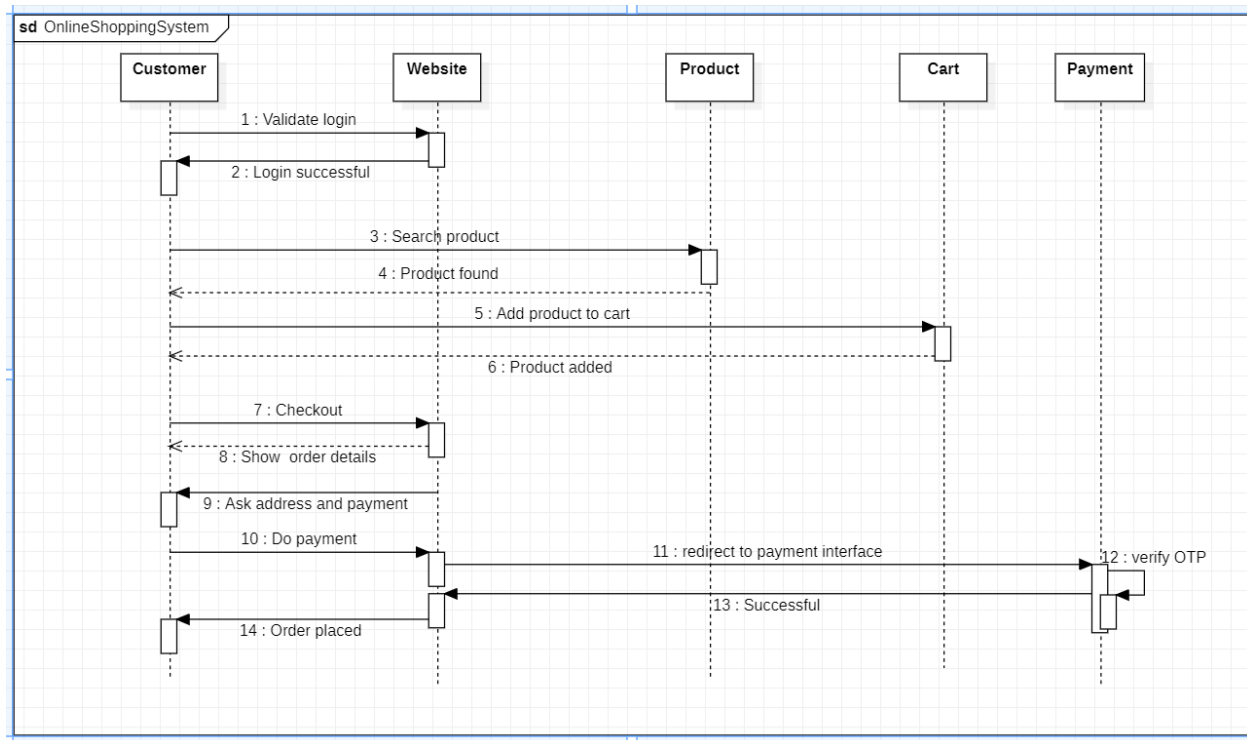 sd OnlineShoppingSystem
Customer
Website
Product
Cart
Payment
1 : Validate login
2 : Login successful
3 : Search product
4 : Product found
5 : Add product to cart
6 : Product added
7 : Checkout
8 : Show  order details
9 : Ask address and payment
10 : Do payment
11 : redirect to payment interface
12 : verify OTP
13 : Successful
14 : Order placed